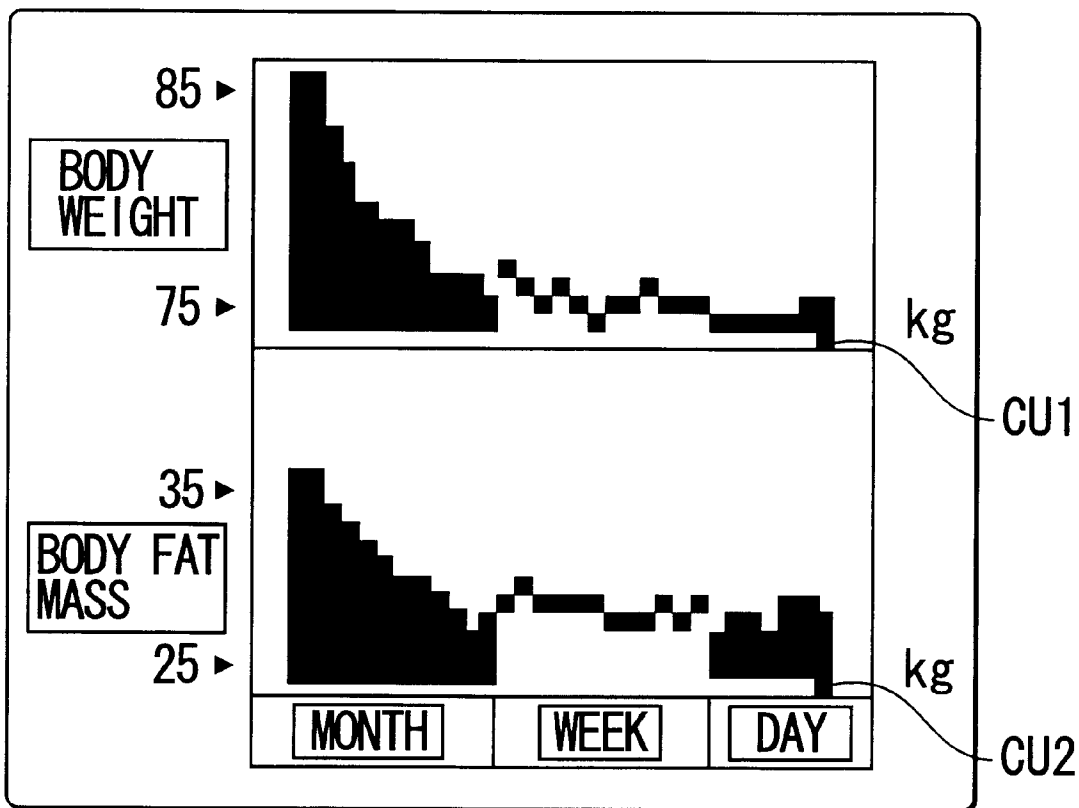 85 ►
BODY
WEIGHT
75 ►
kg
CU1
35 ►
BODY FAT
MASS
25 ►
kg
MONTH WEEK DAY
CU2